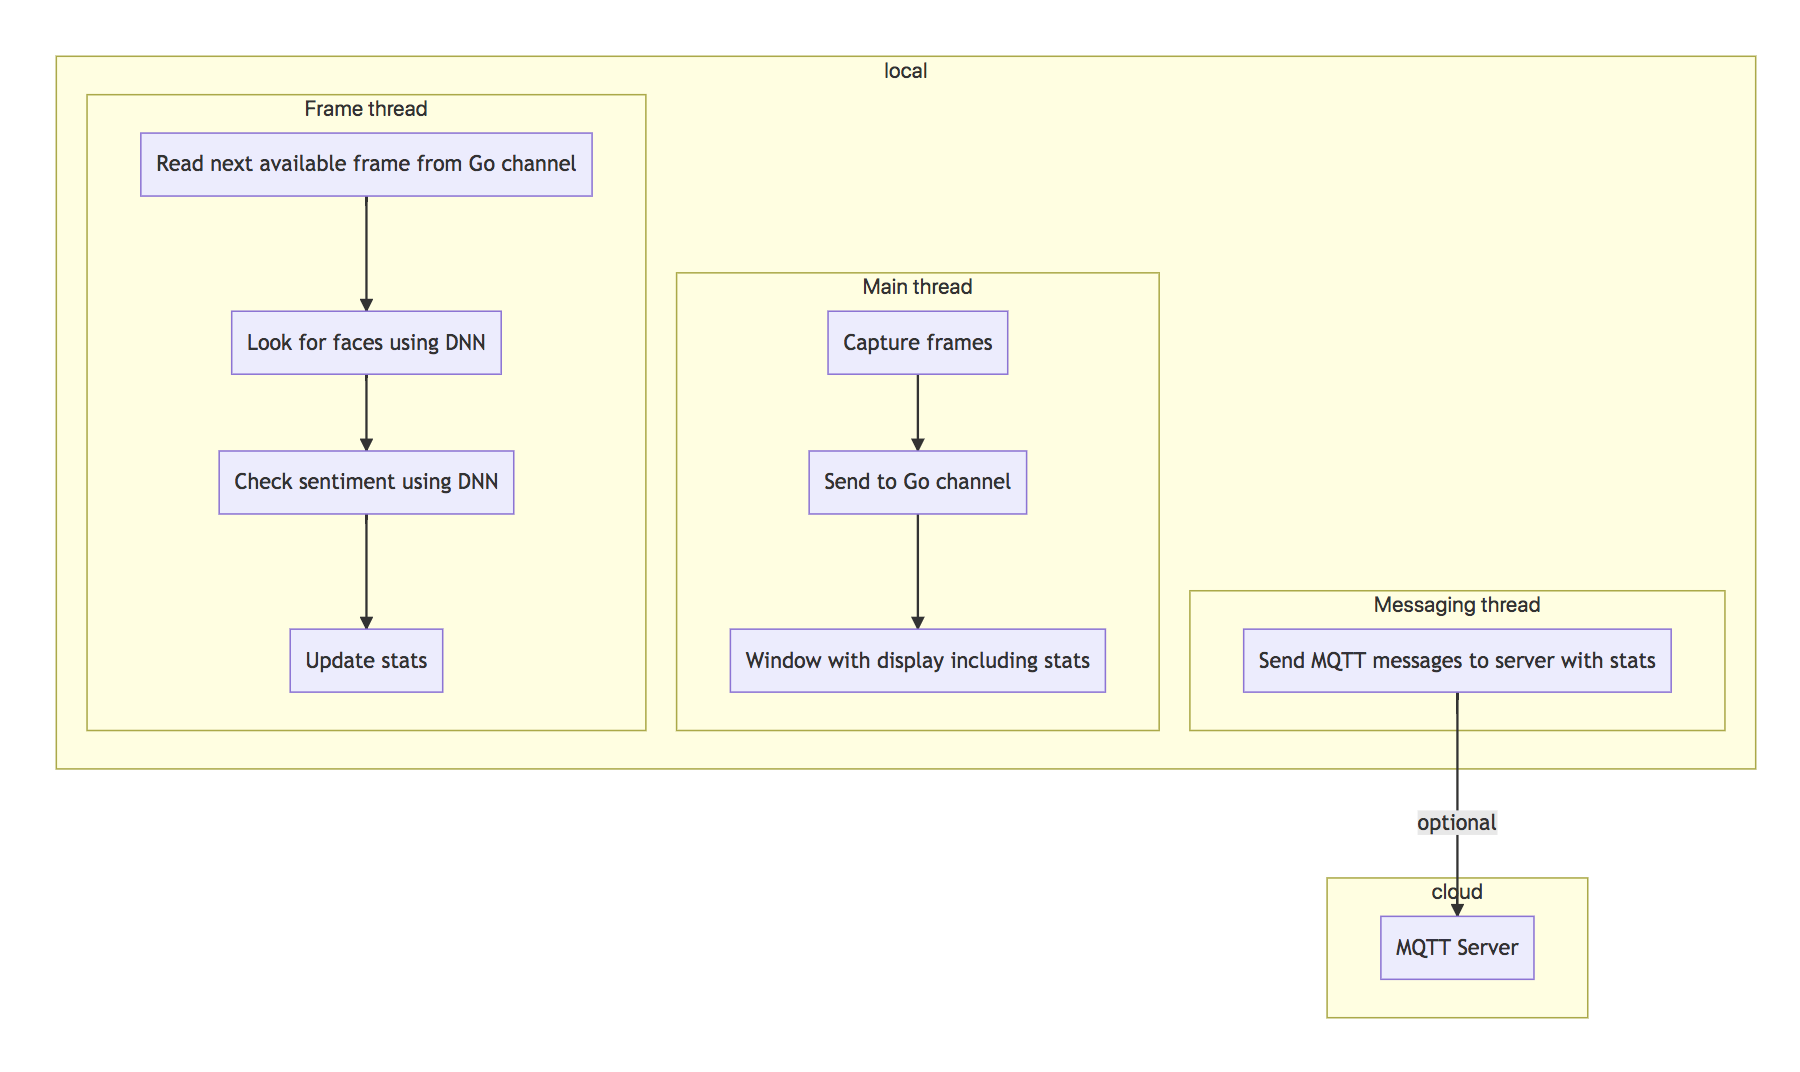 local
Frame thread
Read next available frame from Go channel
Look for faces using DNN
Check sentiment using DNN
Update stats
Main thread
Capture frames
Send to Go channel
Window with display including stats
Messaging thread
Send MQTT messages to server with stats
optional
cloud
MQTT Server